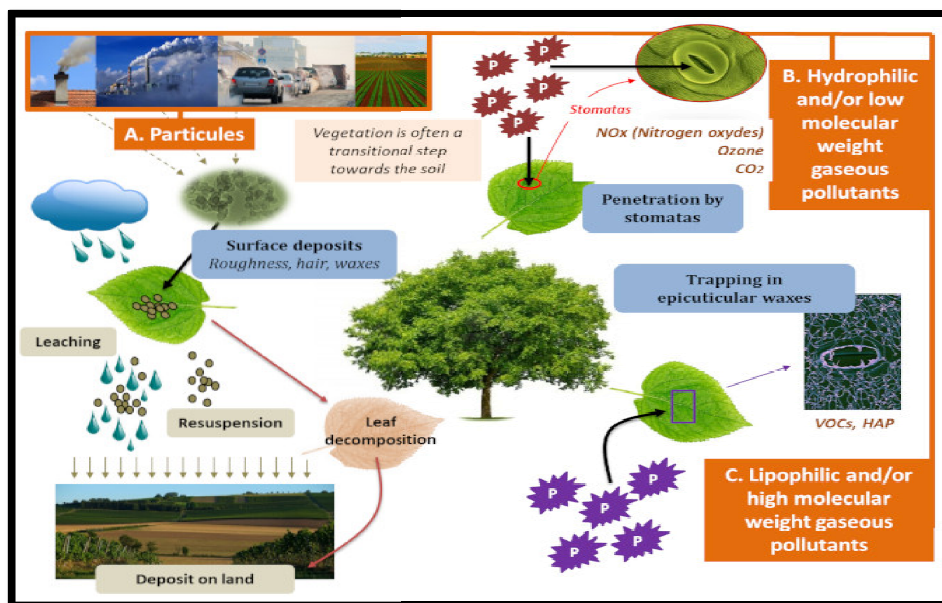 A. Particules
Vegetation is often a
transitional step
towards the soil
P
P
P
P
P
P
Stomatas
NOx (Nitrogen oxydes)
Ozone
CO2
B. Hydrophilic
and/or low
molecular
weight
gaseous
pollutants
Penetration by
stomatas
Surface deposits
Roughness, hair, waxes
Trapping in
epicuticular waxes
Leaching
Resuspension
Leaf
decomposition
VOCs, HAP
P
P
P
P
P
C. Lipophilic and/or
high molecular
weight gaseous
pollutants
Deposit on land